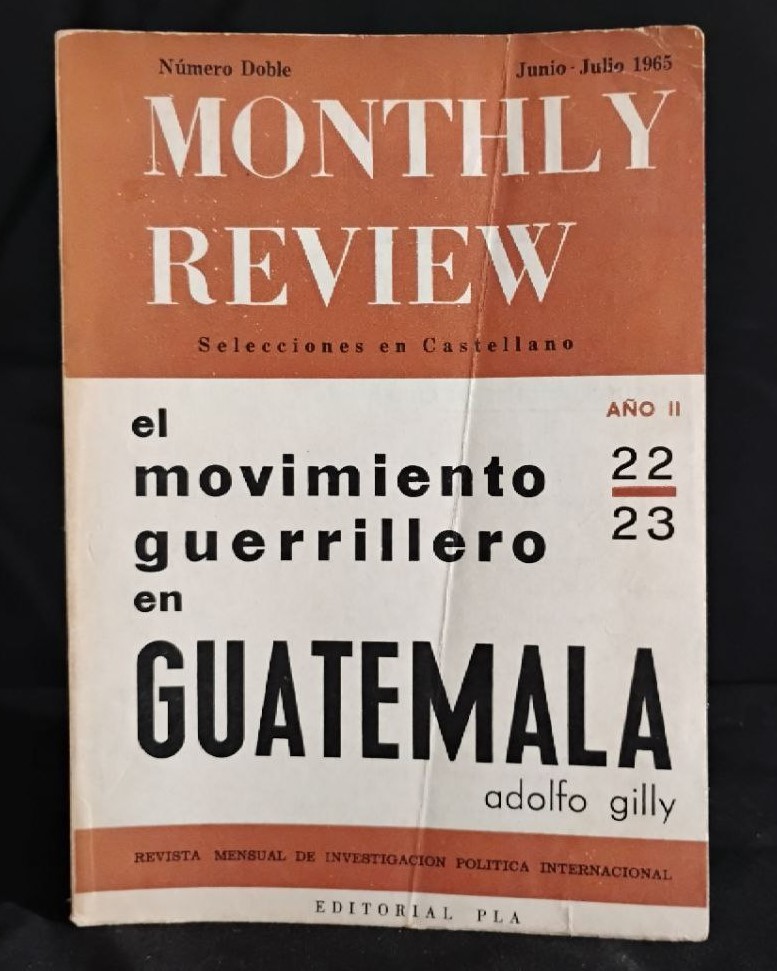 Número Doble Junio - Julio 1965
MONTHLY
REVIEW
Selecciones en Castellano
AÑO II
22
23
el
movimiento
guerrillero
en
GUATEMALA
adolfo gilly
REVISTA MENSUAL DE INVESTIGACION POLITICA INTERNACIONAL
EDITORIAL PLA